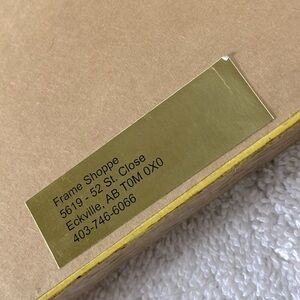 Frame Shoppe
5619 - 52 St. Close
Eckville, AB T0M 0X0
403-746-6066